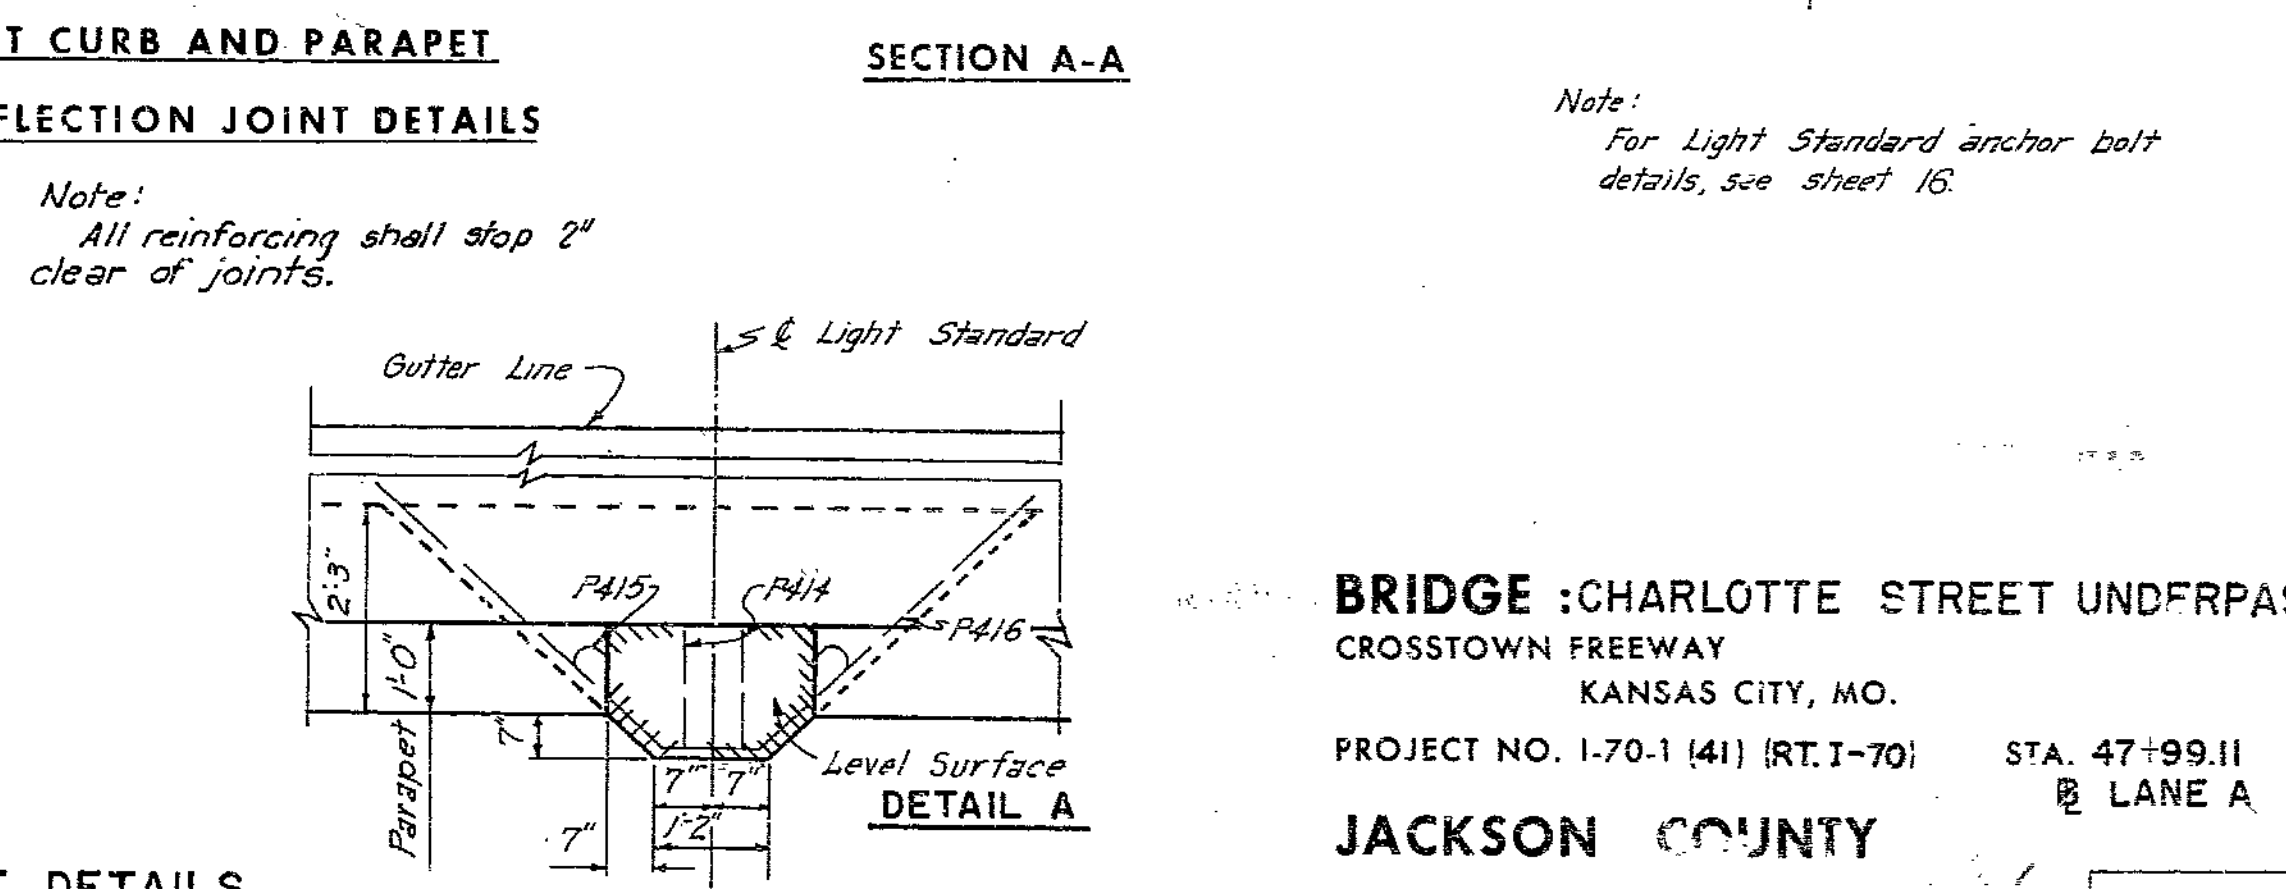 T CURB AND PARAPET
SECTION A-A
FLECTION JOINT DETAILS
Note:
For Light Standard anchor bolt
details, see sheet 16.
Note:
All reinforcing shall stop 2"
clear of joints.
℄ Light Standard
Gutter Line
2'-3"
P415
P414
P416
1'-0"
Parapet
7"
Level Surface
7" 7"
DETAIL A
1'-2"
7"
BRIDGE : CHARLOTTE STREET UNDERPAS
CROSSTOWN FREEWAY
KANSAS CITY, MO.
PROJECT NO. I-70-1 (41) (RT. I-70) STA. 47+99.11
LANE A
JACKSON COUNTY
DETAILS